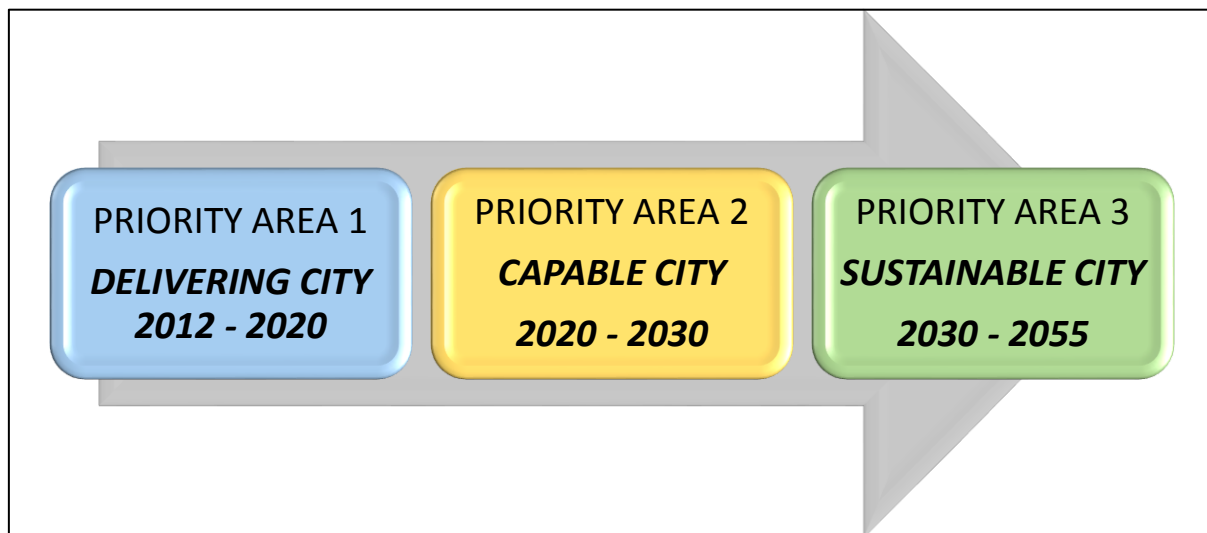 PRIORITY AREA 1
DELIVERING CITY
2012 - 2020
PRIORITY AREA 2
CAPABLE CITY
2020 - 2030
PRIORITY AREA 3
SUSTAINABLE CITY
2030 - 2055